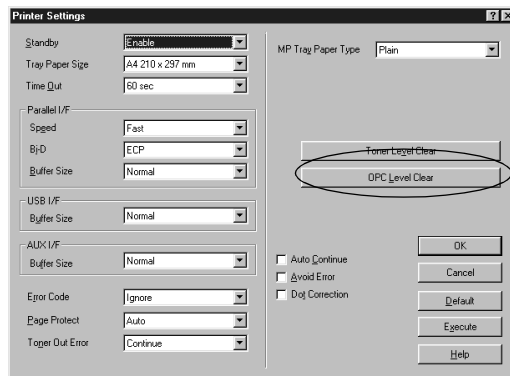 Printer Settings
Standby Enable
Tray Paper Size A4 210 x 297 mm
Time Out 60 sec
Parallel I/F
Speed Fast
Bi-D ECP
Buffer Size Normal
USB I/F
Buffer Size Normal
AUX I/F
Buffer Size Normal
Error Code Ignore
Page Protect Auto
Toner Out Error Continue
MP Tray Paper Type Plain
Toner Level Clear
OPC Level Clear
Auto Continue
Avoid Error
Dot Correction
OK
Cancel
Default
Execute
Help